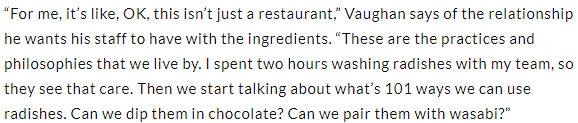 “For me, it’s like, OK, this isn’t just a restaurant,” Vaughan says of the relationship
he wants his staff to have with the ingredients. “These are the practices and
philosophies that we live by. I spent two hours washing radishes with my team, so
they see that care. Then we start talking about what’s 101 ways we can use
radishes. Can we dip them in chocolate? Can we pair them with wasabi?”